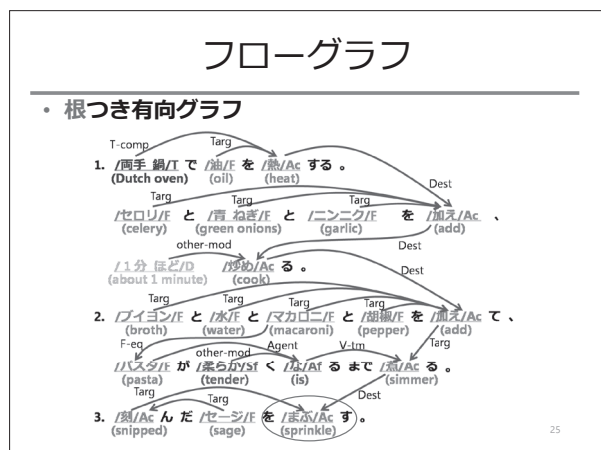 フローグラフ
• 根つき有向グラフ
T-comp Targ
1. /両手 鍋/T で /油/F を /熱/Ac する 。
(Dutch oven) (oil) (heat)
Dest
Targ Targ Targ
/セロリ/F と /青 ねぎ/F と /ニンニク/F を /加え/Ac 、
(celery) (green onions) (garlic) (add)
other-mod Dest
/1分 ほど/D /炒め/Ac る 。
(about 1 minute) (cook)
Dest
Targ Targ Targ Targ
2. /ブイヨン/F と /水/F と /マカロニ/F と /胡椒/F を /加え/Ac て 、
(broth) (water) (macaroni) (pepper) (add)
F-eq other-mod Agent V-tm Targ
/パスタ/F が /柔らか/Sf く /な/Af る まで /煮/Ac る 。
(pasta) (tender) (is) (simmer)
Targ Targ Dest
3. /刻/Ac ん だ /セージ/F を /まぶ/Ac す 。
(snipped) (sage) (sprinkle)
25